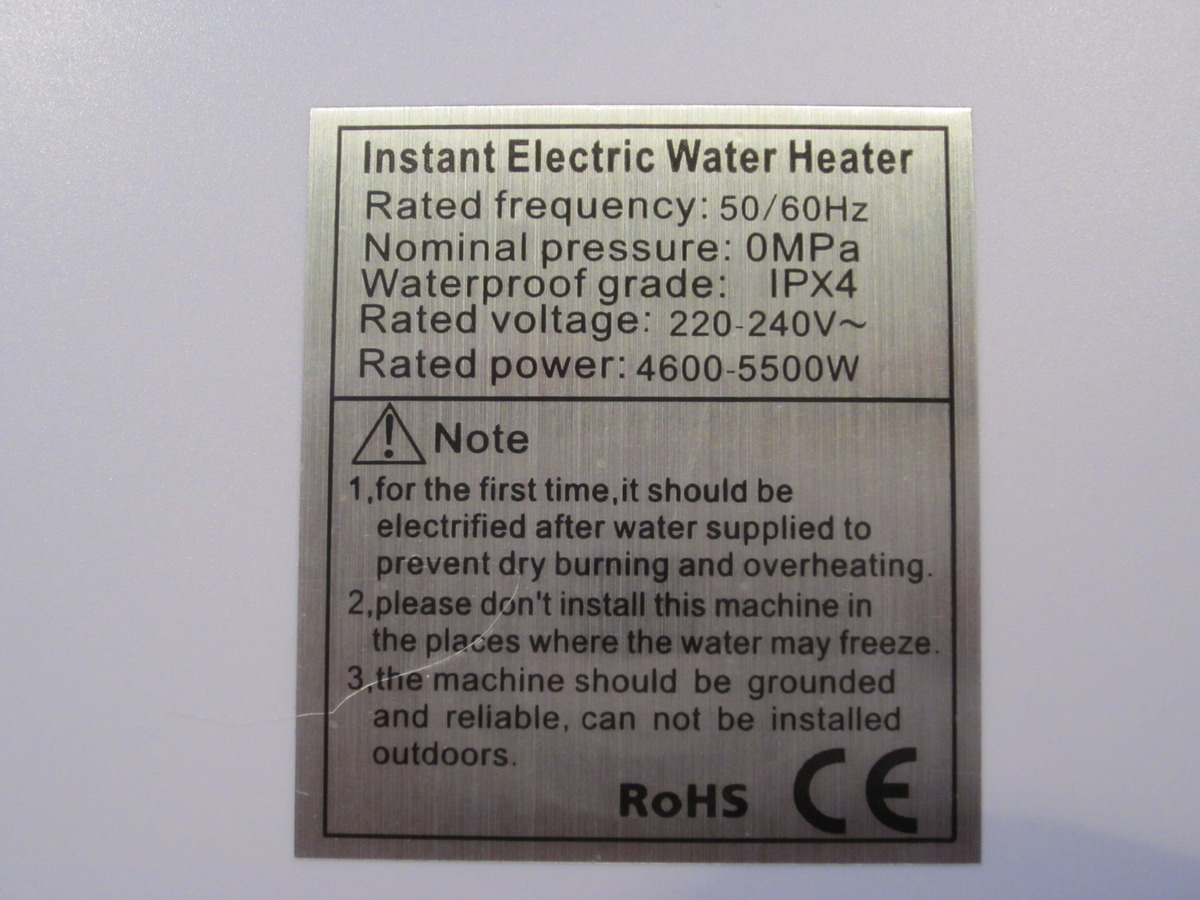 Instant Electric Water Heater
Rated frequency: 50/60Hz
Nominal pressure: 0MPa
Waterproof grade: IPX4
Rated voltage: 220-240V~
Rated power: 4600-5500W
Note
1,for the first time,it should be
electrified after water supplied to
prevent dry burning and overheating.
2,please don't install this machine in
the places where the water may freeze.
3,the machine should be grounded
and reliable, can not be installed
outdoors.
RoHS CE